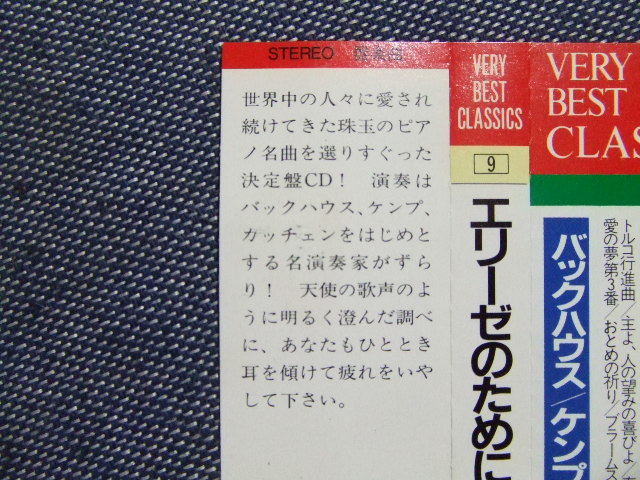 STEREO
世界中の人々に愛され
続けてきた珠玉のピア
ノ名曲を選りすぐった
決定盤CD! 演奏は
バックハウス、ケンプ、
カッチェンをはじめと
する名演奏家がずら
り! 天使の歌声のよ
うに明るく澄んだ調べ
に、あなたもひととき
耳を傾けて疲れをいや
して下さい。
VERY
BEST
CLASSICS
9
エリーゼのために
VERY
BEST
CLAS
バックハウス/ケンプ
トルコ行進曲/主よ、人の望みの喜びよ/
愛の夢第3番/おとめの祈り/ブラームス